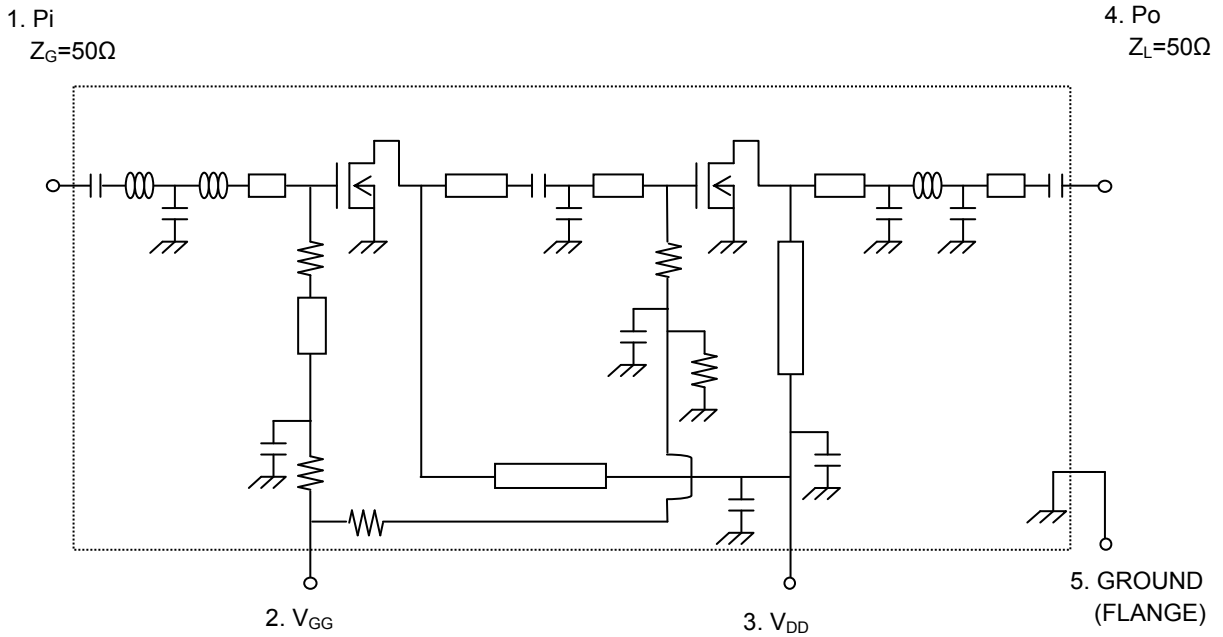 1. Pi
Z_G=50Ω
4. Po
Z_L=50Ω
2. V_GG
3. V_DD
5. GROUND
(FLANGE)